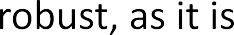 robust, as it is